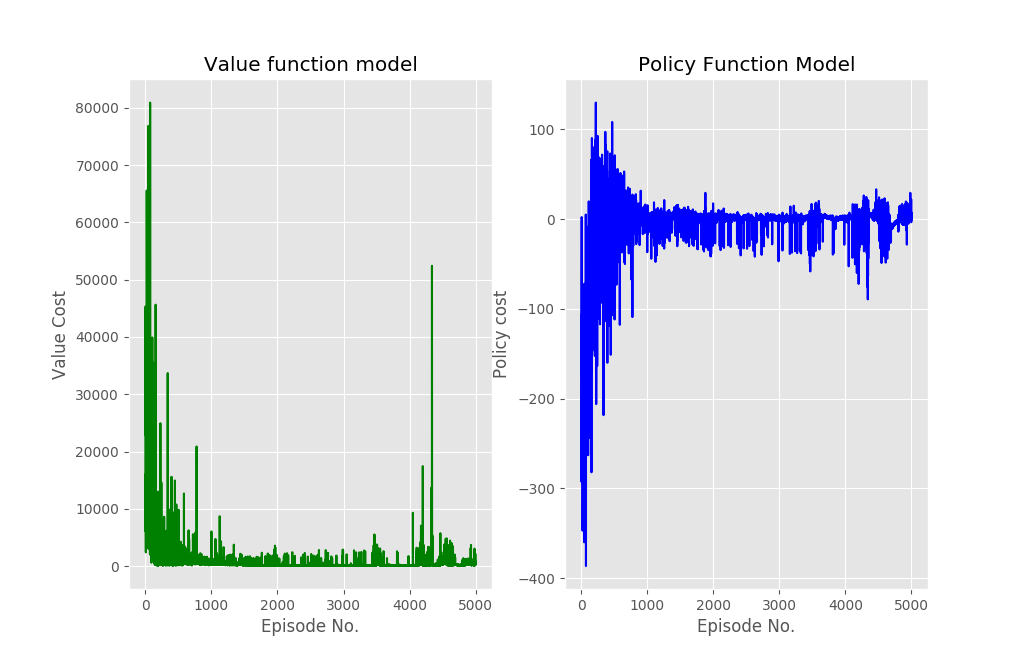 Value function model
Policy Function Model
80000
70000
60000
50000
40000
30000
20000
10000
0
Value Cost
0 1000 2000 3000 4000 5000
Episode No.
100
0
−100
−200
−300
−400
Policy cost
0 1000 2000 3000 4000 5000
Episode No.